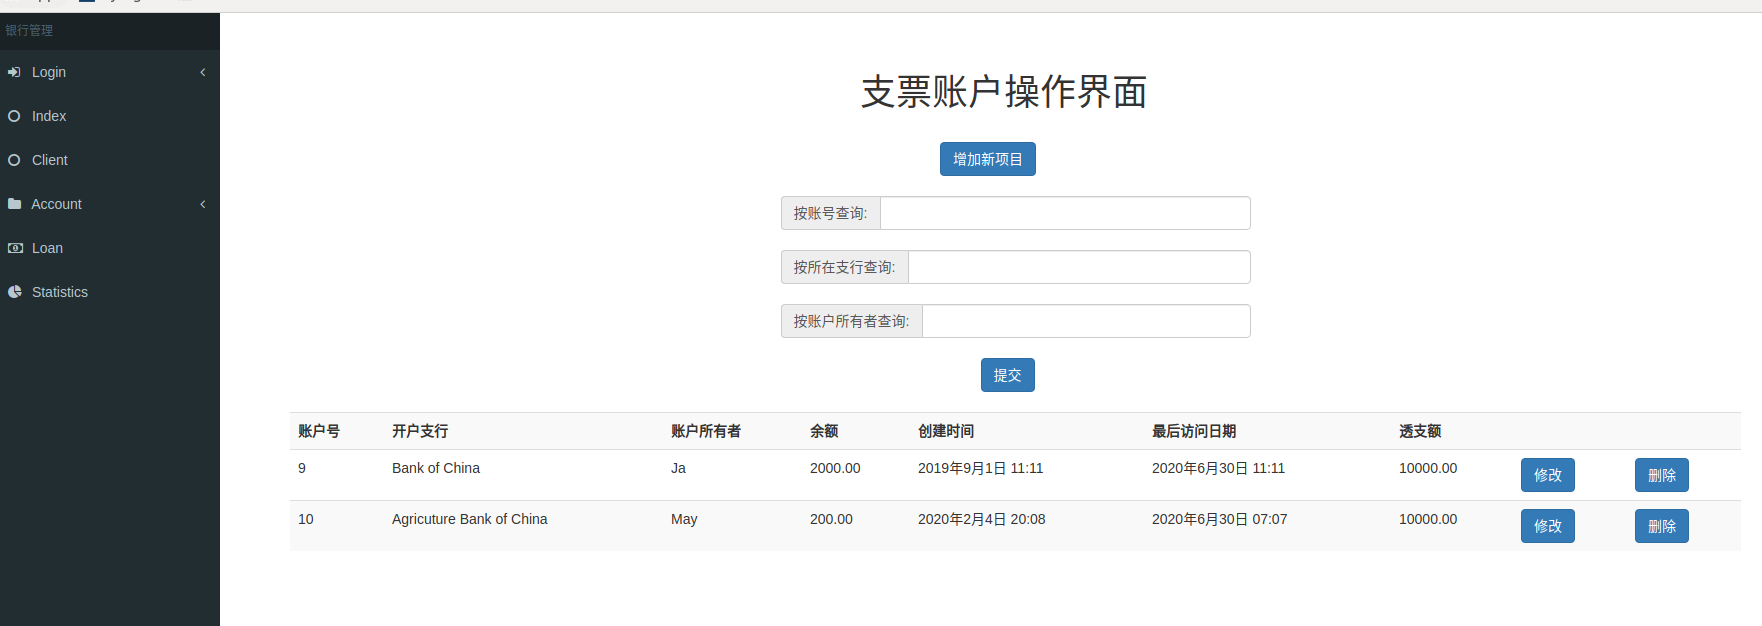 银行管理
Login
Index
Client
Account
Loan
Statistics
支票账户操作界面
增加新项目
按账号查询:
按所在支行查询:
按账户所有者查询:
提交
账户号 开户支行 账户所有者 余额 创建时间 最后访问日期 透支额
9 Bank of China Ja 2000.00 2019年9月1日 11:11 2020年6月30日 11:11 10000.00 修改 删除
10 Agricuture Bank of China May 200.00 2020年2月4日 20:08 2020年6月30日 07:07 10000.00 修改 删除